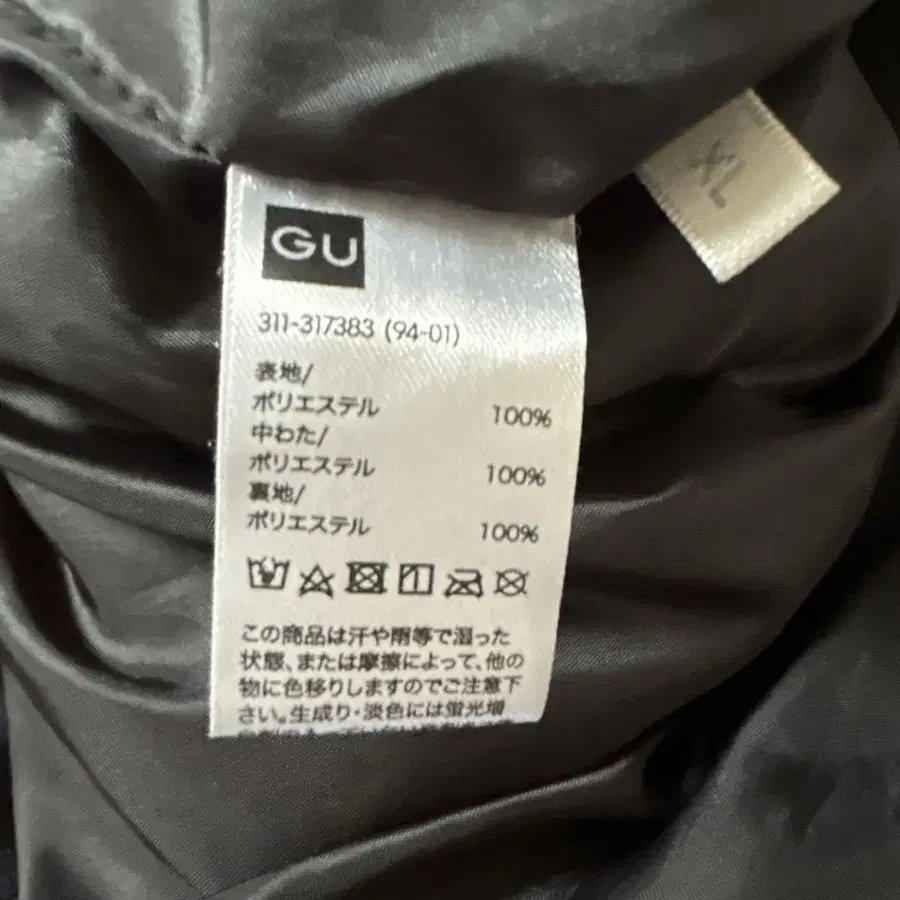 GU
XL
311-317383 (94-01)
表地/
ポリエステル 100%
中わた/
ポリエステル 100%
裏地/
ポリエステル 100%
この商品は汗や雨等で湿った
状態、または摩擦によって、他の
物に色移りしますのでご注意下
さい。生成り・淡色には蛍光増